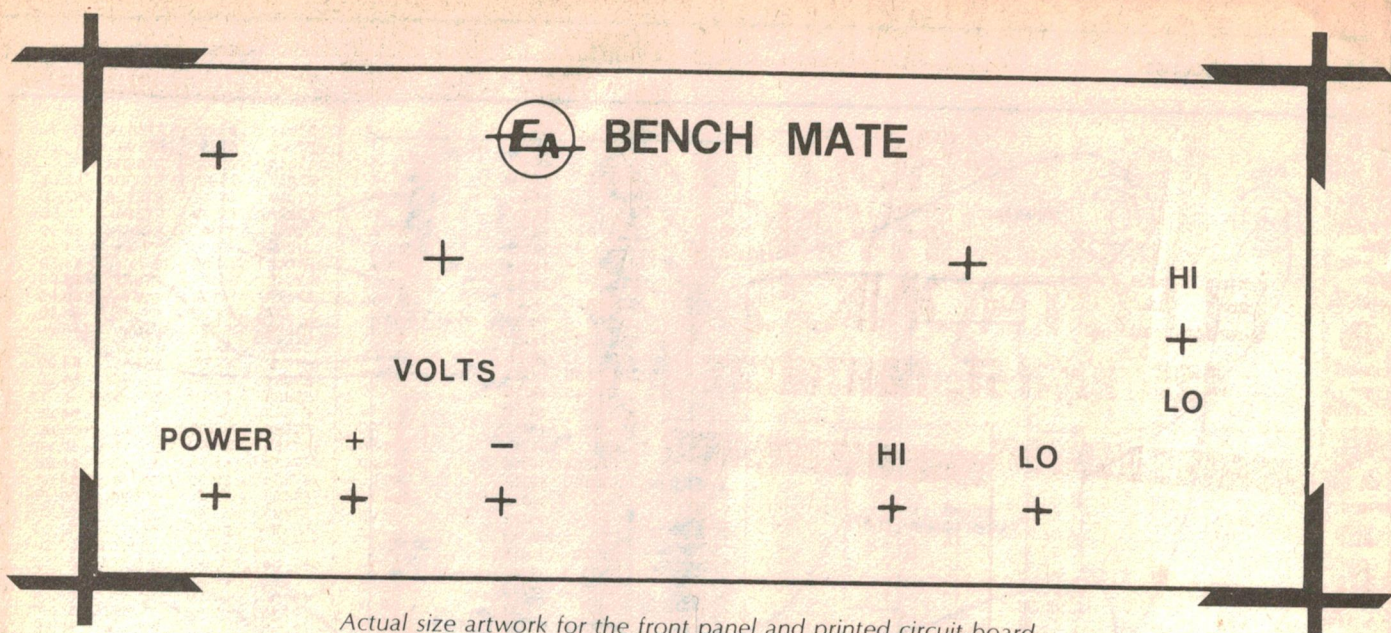 EA BENCH MATE
HI
VOLTS
LO
POWER + −
HI LO
Actual size artwork for the front panel and printed circuit board